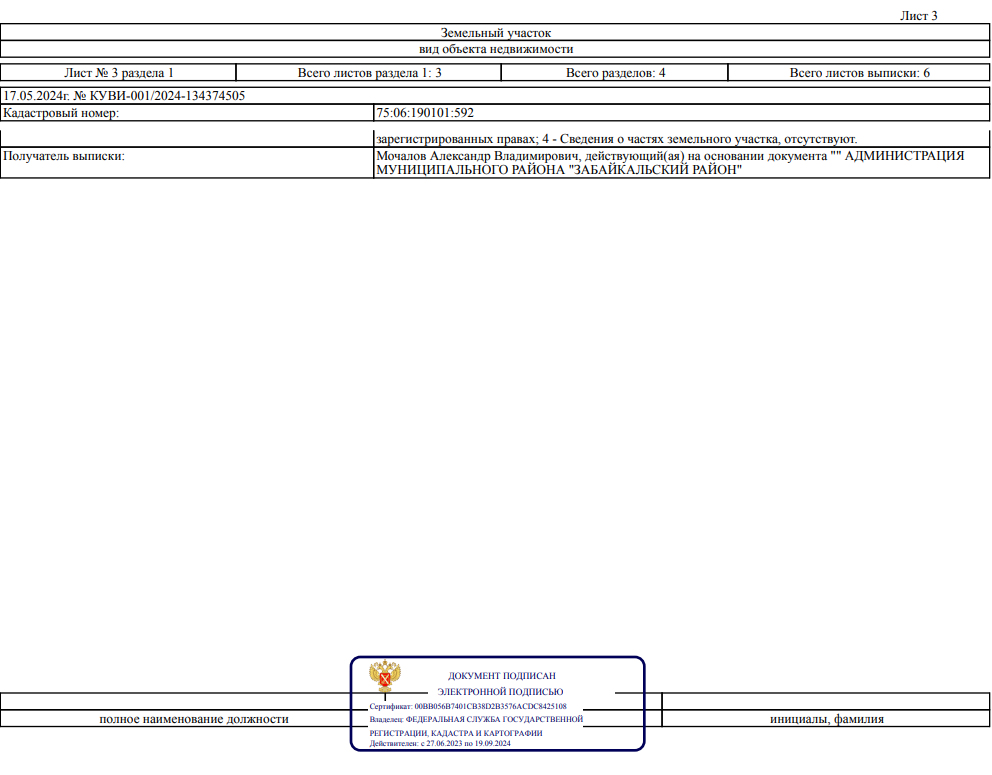 Лист 3
Земельный участок
вид объекта недвижимости
Лист № 3 раздела 1
Всего листов раздела 1: 3
Всего разделов: 4
Всего листов выписки: 6
17.05.2024г. № КУВИ-001/2024-134374505
Кадастровый номер:
75:06:190101:592
зарегистрированных правах; 4 - Сведения о частях земельного участка, отсутствуют.
Получатель выписки:
Мочалов Александр Владимирович, действующий(ая) на основании документа "" АДМИНИСТРАЦИЯ
МУНИЦИПАЛЬНОГО РАЙОНА "ЗАБАЙКАЛЬСКИЙ РАЙОН"
ДОКУМЕНТ ПОДПИСАН
ЭЛЕКТРОННОЙ ПОДПИСЬЮ
Сертификат: 00BB056B7401CB38D2B3576ACDC8425108
Владелец: ФЕДЕРАЛЬНАЯ СЛУЖБА ГОСУДАРСТВЕННОЙ
РЕГИСТРАЦИИ, КАДАСТРА И КАРТОГРАФИИ
Действителен: с 27.06.2023 по 19.09.2024
полное наименование должности
инициалы, фамилия